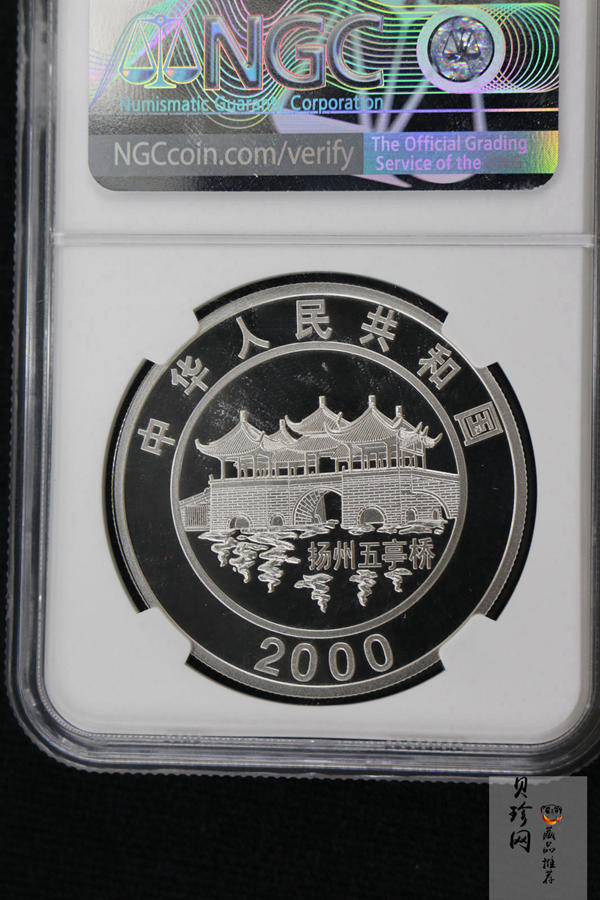 NGC
Numismatic Guaranty Corporation
NGCcoin.com/verify
The Official Grading
Service of the
中华人民共和国
扬州五亭桥
2000
贝珍网
藏品推荐